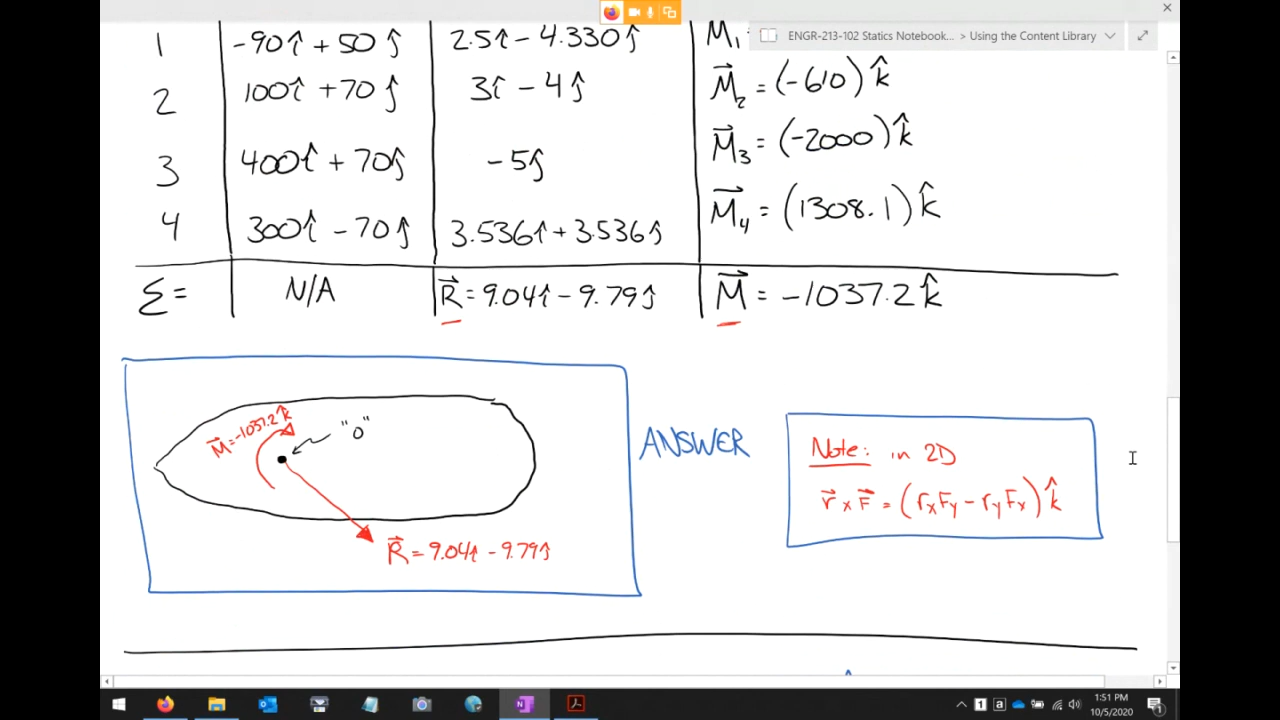 ENGR-213-102 Statics Notebook... > Using the Content Library
1 -90î + 50ĵ 2.5î - 4.330ĵ M⃗₁
2 100î + 70ĵ 3î - 4ĵ M⃗₂ = (-610)k̂
3 400î + 70ĵ -5ĵ M⃗₃ = (-2000)k̂
4 300î - 70ĵ 3.536î + 3.536ĵ M⃗₄ = (1308.1)k̂
Σ = N/A R⃗ = 9.04î - 9.79ĵ M⃗ = -1037.2k̂
M⃗ = -1037.2k̂
"O"
R⃗ = 9.04î - 9.79ĵ
ANSWER
Note: in 2D
r⃗ x F⃗ = (rₓFᵧ - rᵧFₓ)k̂
1:51 PM
10/5/2020